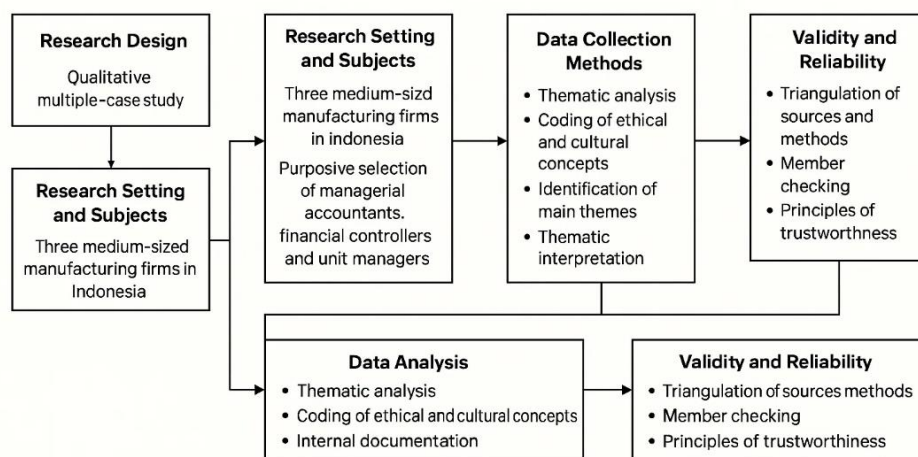 Research Design
Qualitative
multiple-case study
Research Setting
and Subjects
Three medium-sized
manufacturing firms in
Indonesia
Research Setting
and Subjects
Three medium-sizd
manufacturing firms
in indonesia
Purposive selection
of managerial
accountants.
financial controllers
and unit managers
Data Collection
Methods
• Thematic analysis
• Coding of ethical
and cultural
concepts
• Identification of
main themes
• Thematic
interpretation
Validity and
Reliability
• Triangulation of
sources and
methods
• Member
checking
• Principles of
trustworthness
Data Analysis
• Thematic analysis
• Coding of ethical and cultural concepts
• Internal documentation
Validity and Reliability
• Triangulation of sources methods
• Member checking
• Principles of trustworthiness